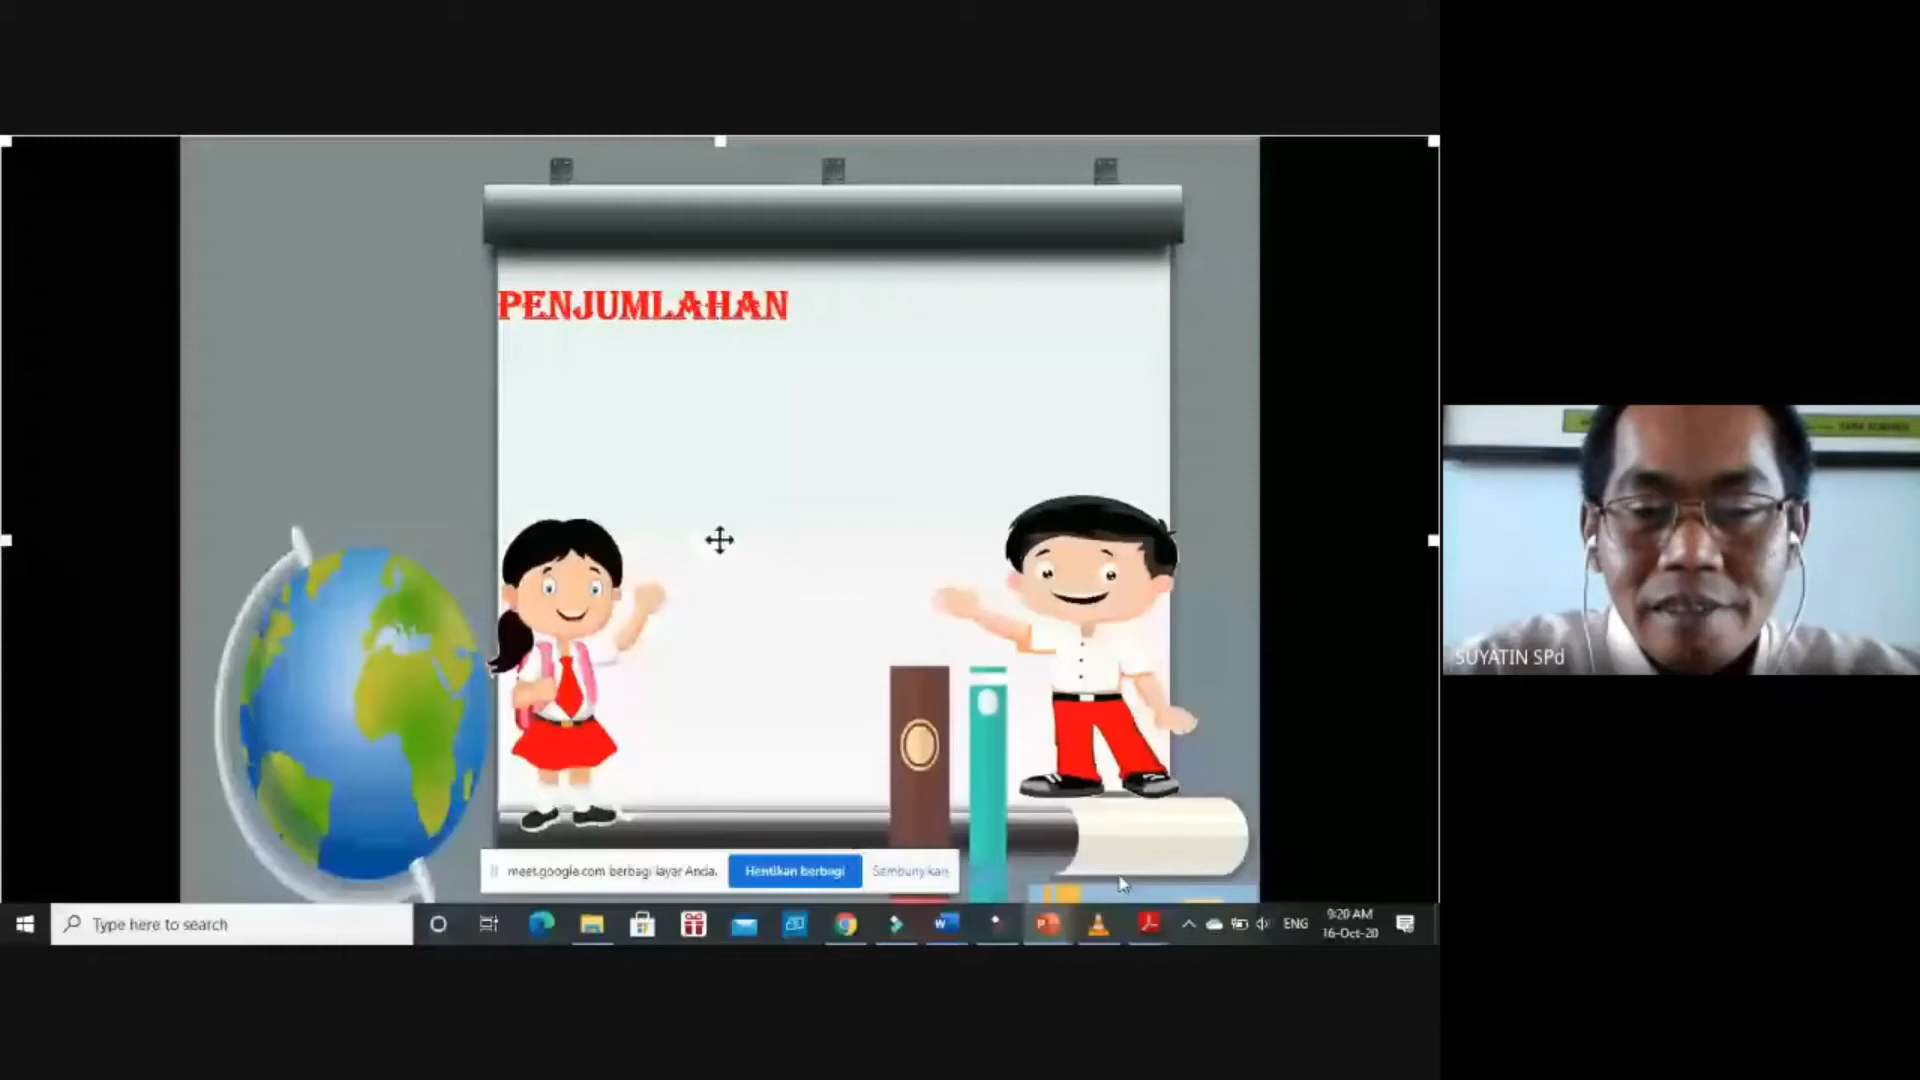 PENJUMLAHAN
SUYATIN SPd
meet.google.com berbagi layar Anda.
Hentikan berbagi
Sembunyikan
Type here to search
ENG
9:20 AM
16-Oct-20